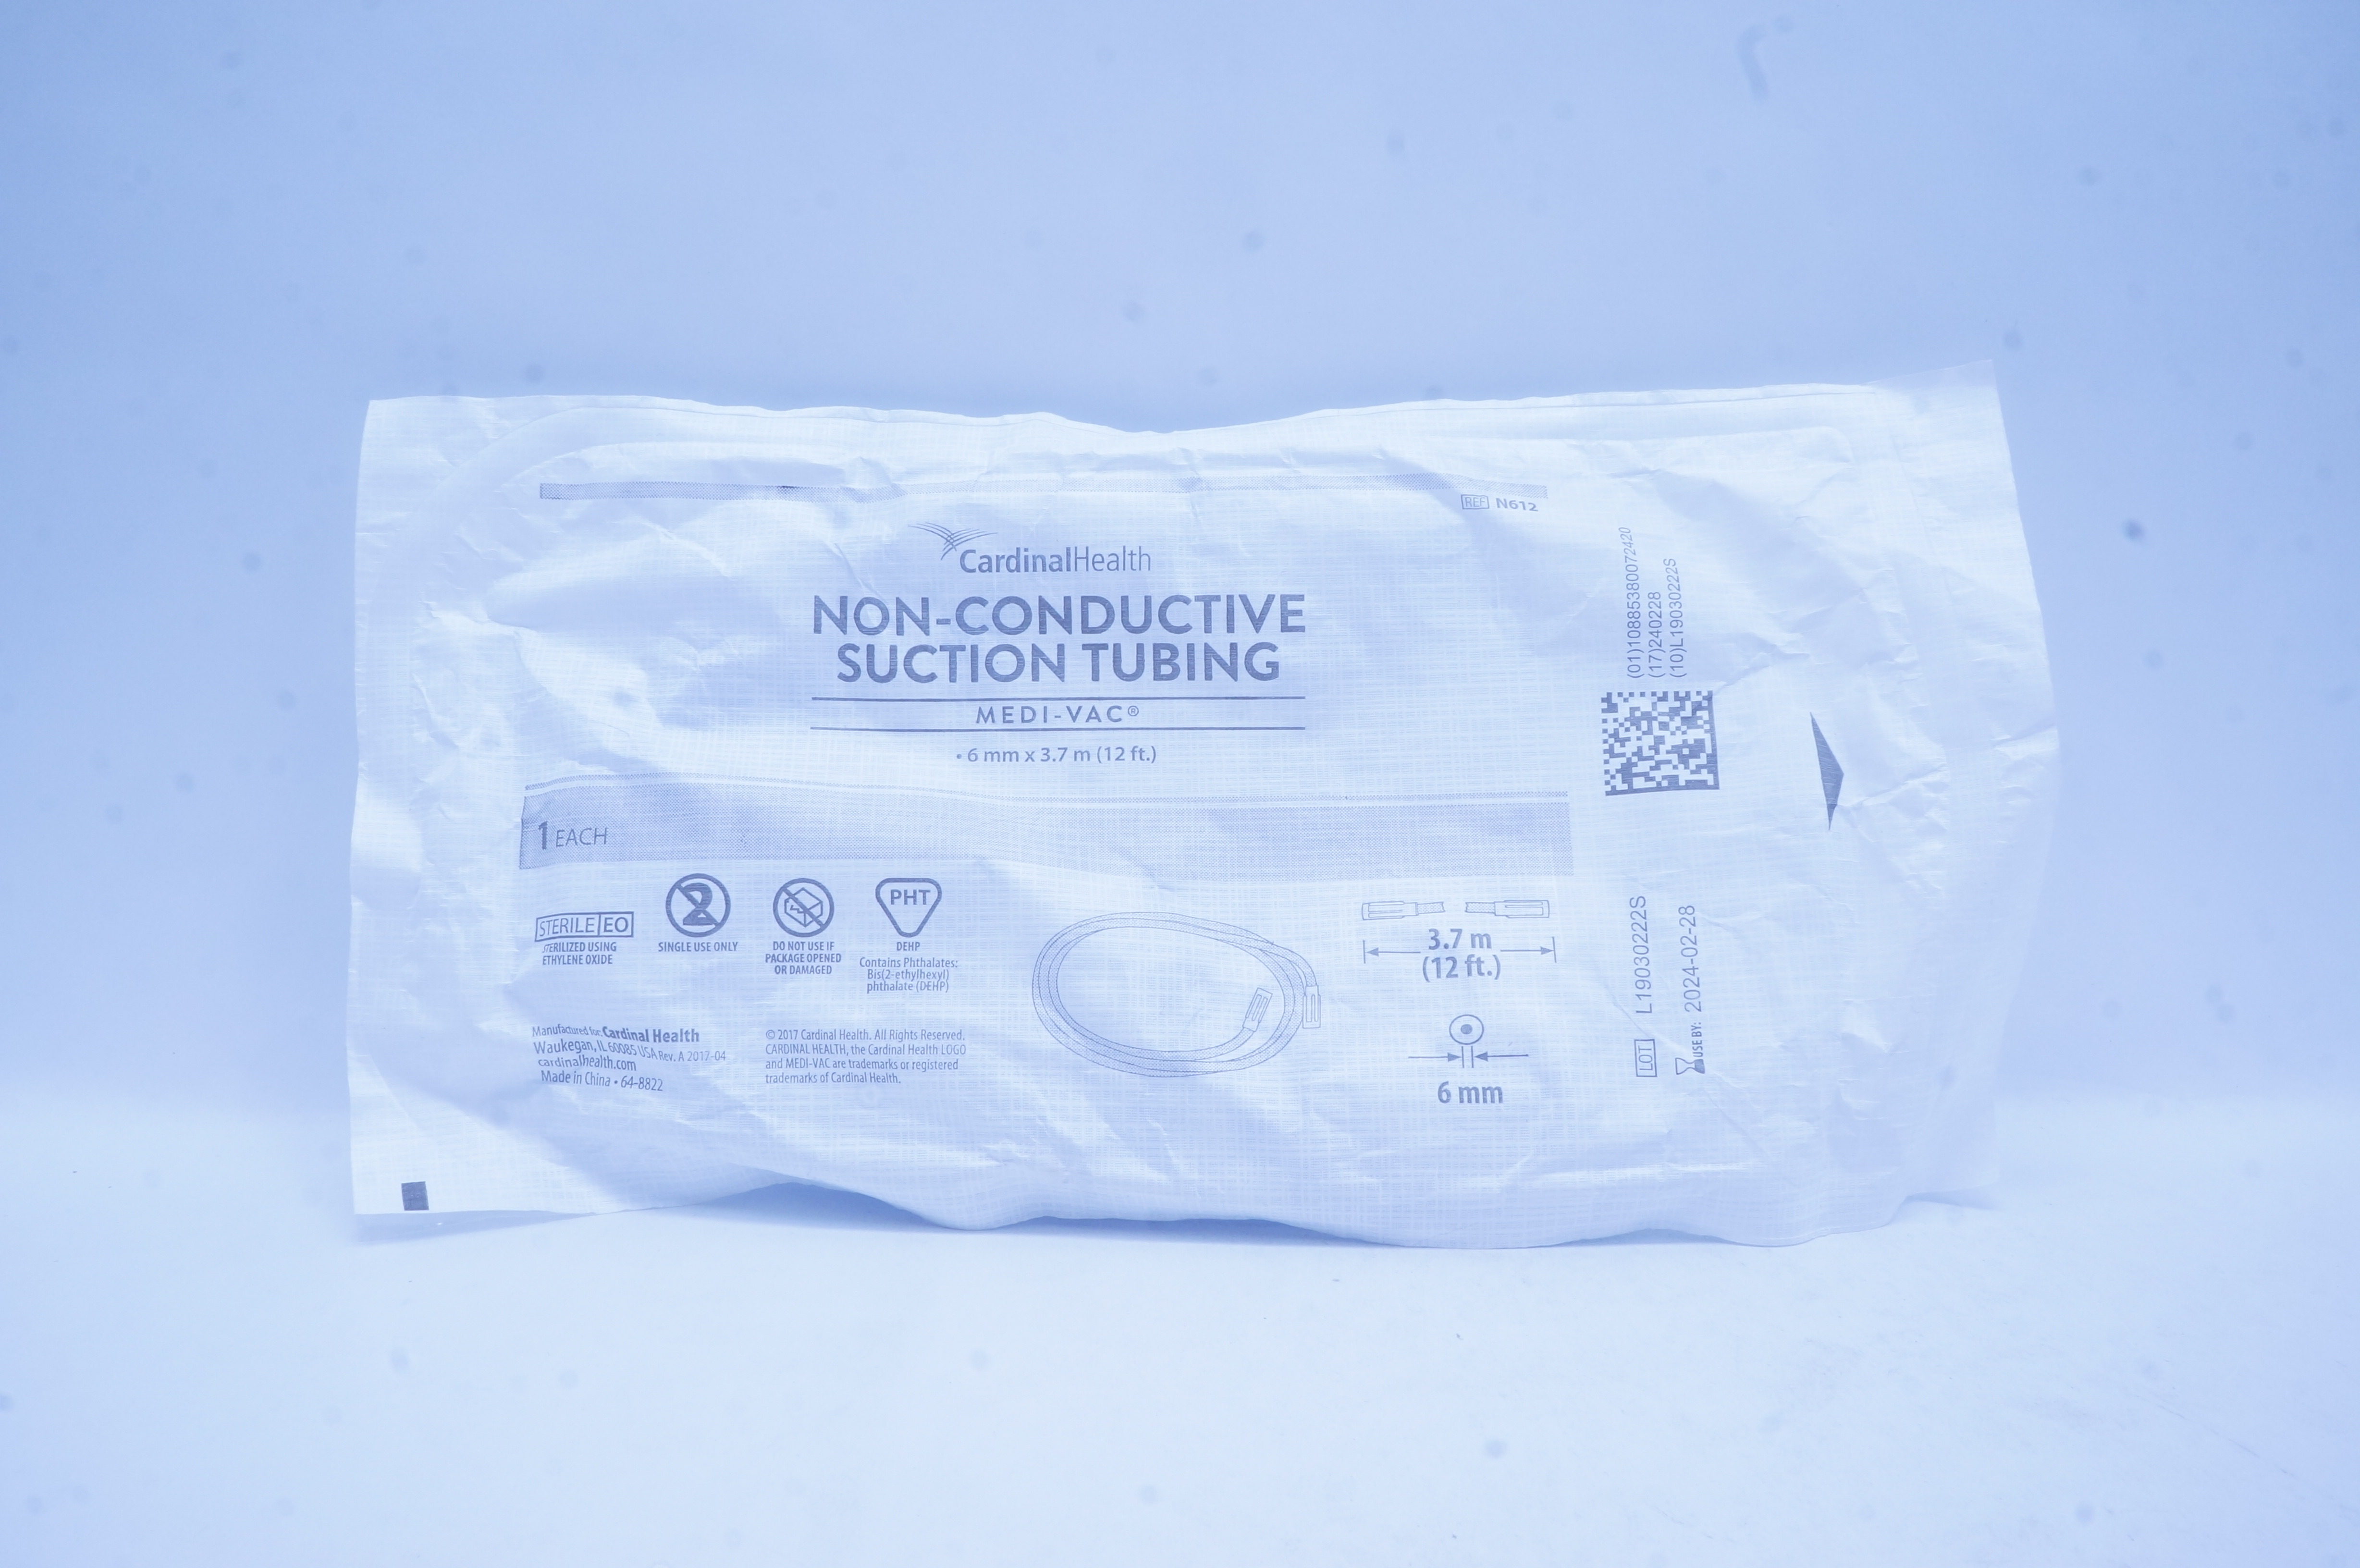 REF N612
CardinalHealth
NON-CONDUCTIVE
SUCTION TUBING
MEDI-VAC®
• 6 mm x 3.7 m (12 ft.)
1 EACH
STERILE EO
STERILIZED USING
ETHYLENE OXIDE
2
SINGLE USE ONLY
DO NOT USE IF
PACKAGE OPENED
OR DAMAGED
PHT
DEHP
Contains Phthalates:
Bis(2-ethylhexyl)
phthalate (DEHP)
Manufactured for: Cardinal Health
Waukegan, IL 60085 USA Rev. A 2017-04
cardinalhealth.com
Made in China • 64-8822
© 2017 Cardinal Health. All Rights Reserved.
CARDINAL HEALTH, the Cardinal Health LOGO
and MEDI-VAC are trademarks or registered
trademarks of Cardinal Health.
3.7 m
(12 ft.)
6 mm
(01)10885380072420
(17)240228
(10)L19030222S
LOT L19030222S
USE BY: 2024-02-28